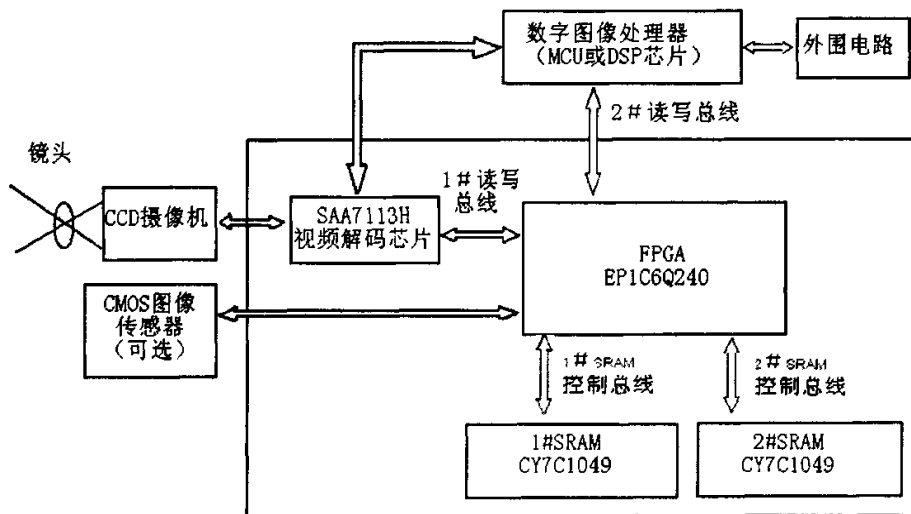 数字图像处理器
（MCU或DSP芯片）
外围电路
2＃读写总线
镜头
1＃读写
总线
CCD摄像机
SAA7113H
视频解码芯片
FPGA
EP1C6Q240
CMOS图像
传感器
（可选）
1＃SRAM
控制总线
2＃SRAM
控制总线
1#SRAM
CY7C1049
2#SRAM
CY7C1049